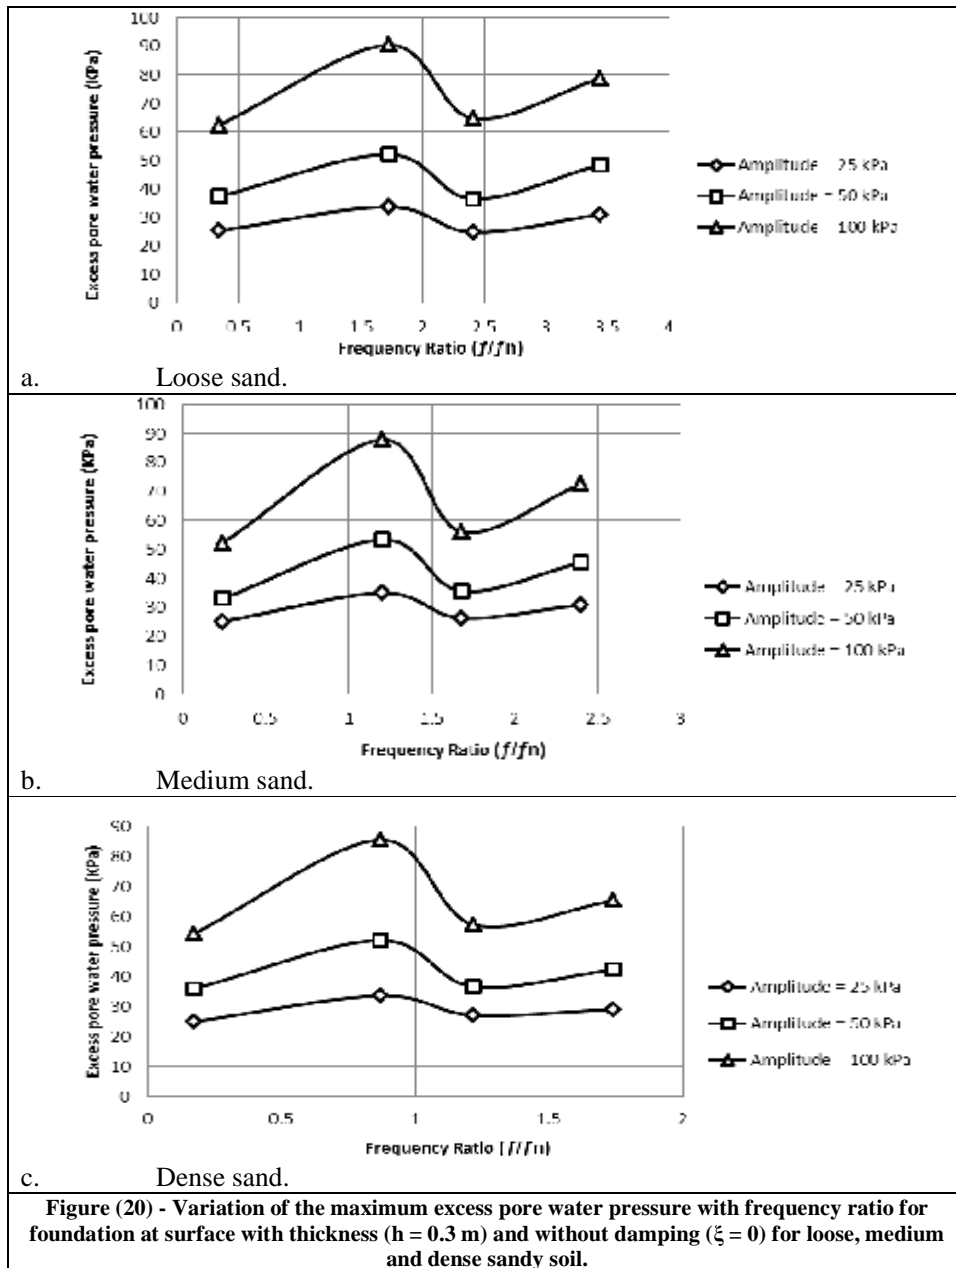 100
90
80
70
60
50
40
30
20
10
0
Excess pore water pressure (KPa)
0 0.5 1 1.5 2 2.5 3 3.5 4
Frequency Ratio (f/fn)
Amplitude = 25 kPa
Amplitude = 50 kPa
Amplitude = 100 kPa
a. Loose sand.
100
90
80
70
60
50
40
30
20
10
0
Excess pore water pressure (KPa)
0 0.5 1 1.5 2 2.5 3
Frequency Ratio (f/fn)
Amplitude = 25 kPa
Amplitude = 50 kPa
Amplitude = 100 kPa
b. Medium sand.
90
80
70
60
50
40
30
20
10
0
Excess pore water pressure (KPa)
0 0.5 1 1.5 2
Frequency Ratio (f/fn)
Amplitude = 25 kPa
Amplitude = 50 kPa
Amplitude = 100 kPa
c. Dense sand.
Figure (20) - Variation of the maximum excess pore water pressure with frequency ratio for
foundation at surface with thickness (h = 0.3 m) and without damping (ξ = 0) for loose, medium
and dense sandy soil.